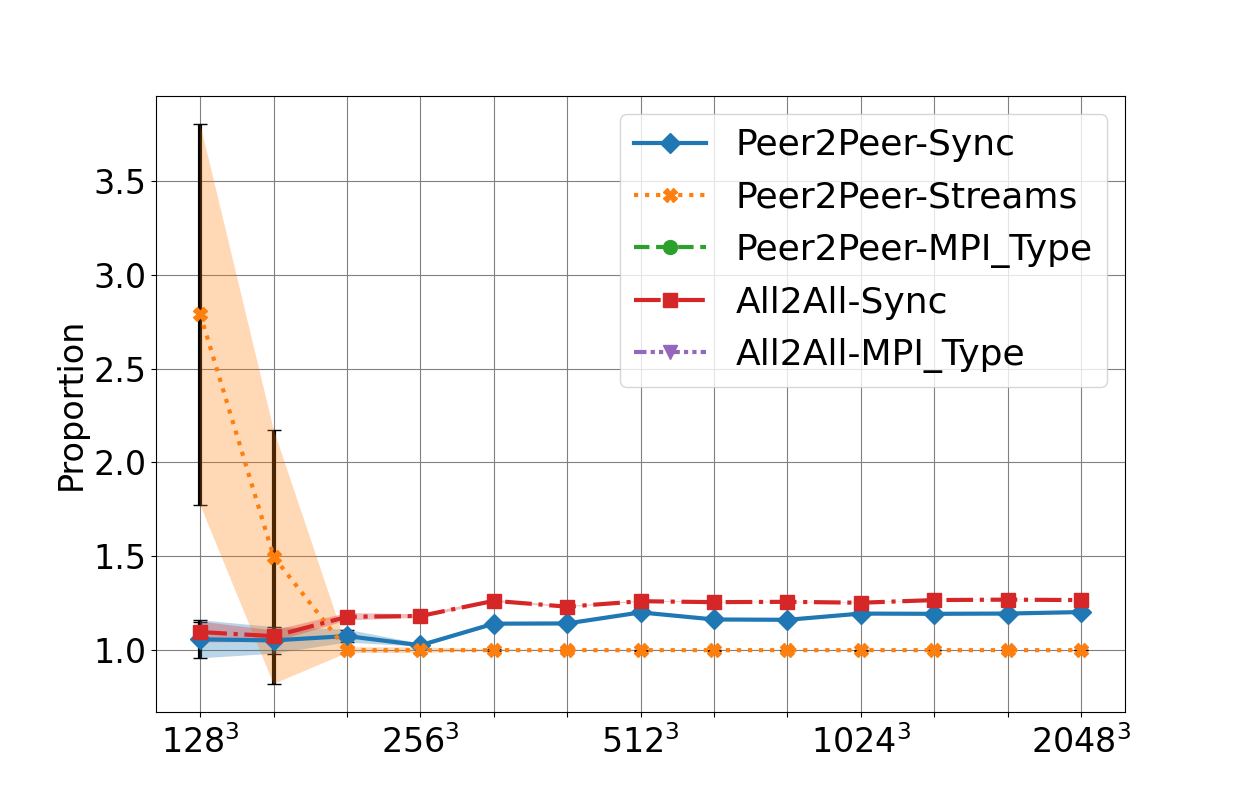 Proportion
3.5
3.0
2.5
2.0
1.5
1.0
Peer2Peer-Sync
Peer2Peer-Streams
Peer2Peer-MPI_Type
All2All-Sync
All2All-MPI_Type
128³ 256³ 512³ 1024³ 2048³